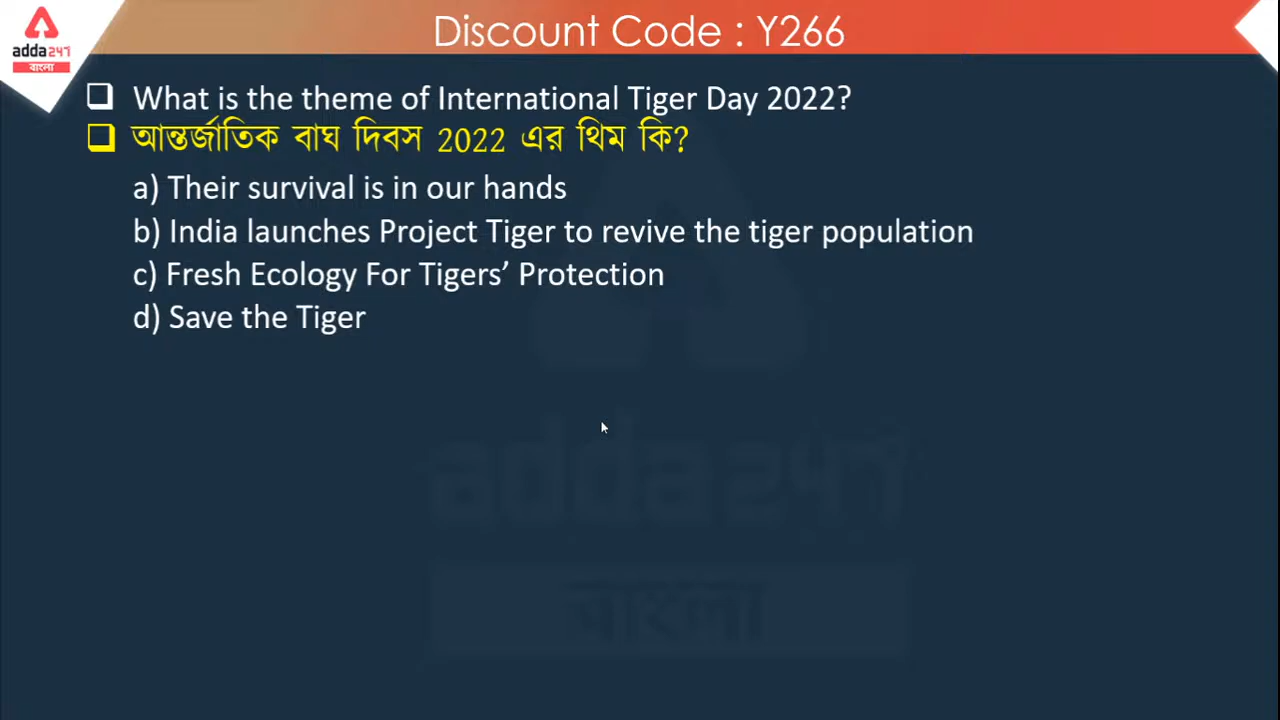 Discount Code : Y266
adda247
বাংলা
What is the theme of International Tiger Day 2022?
আন্তর্জাতিক বাঘ দিবস 2022 এর থিম কি?
a) Their survival is in our hands
b) India launches Project Tiger to revive the tiger population
c) Fresh Ecology For Tigers’ Protection
d) Save the Tiger
adda247
বাংলা